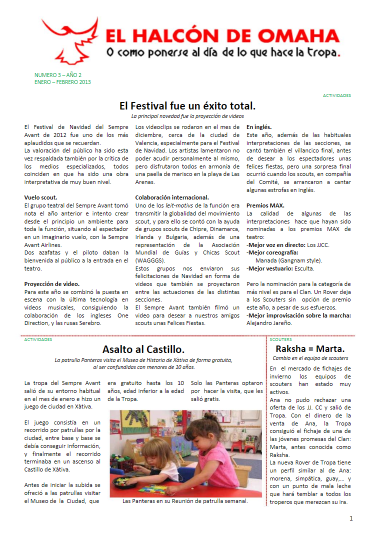 EL HALCÓN DE OMAHA
O como ponerse al día de lo que hace la tropa.
NUMERO 3 – AÑO 2
ENERO – FEBRERO 2013
ACTIVIDADES
El Festival fue un éxito total.
La principal novedad fue la proyección de videos
El Festival de Navidad del Sempre
Avant de 2012 fue uno de los más
aplaudidos que se recuerdan.
La valoración del público ha sido esta
vez respaldada también por la crítica de
los medios especializados, todos
coinciden en que ha sido una obra
interpretativa de muy buen nivel.
Vuelo scout.
El grupo teatral del Sempre Avant tomó
nota el año anterior e intento crear
desde el principio un ambiente para
toda la función, situando al espectador
en un imaginario vuelo, con la Sempre
Avant Airlines.
Dos azafatas y el piloto daban la
bienvenida al público a la entrada en el
teatro.
Proyección de video.
Para este año se combinó la puesta en
escena con la última tecnología en
videos musicales, consiguiendo la
colaboración de los ingleses One
Direction, y las rusas Serebro.
Los videoclips se rodaron en el mes de
diciembre, cerca de la ciudad de
Valencia, especialmente para el Festival
de Navidad. Los artistas lamentaron no
poder acudir personalmente al mismo,
pero disfrutaron todos en armonía de
una paella de marisco en la playa de Las
Arenas.
Colaboración internacional.
Uno de los leit-motivs de la función era
transmitir la globalidad del movimiento
scout, y para ello se contó con la ayuda
de grupos scouts de Chipre, Dinamarca,
Irlanda y Bulgaria, además de una
representación de la Asociación
Mundial de Guías y Chicas Scout
(WAGGGS).
Estos grupos nos enviaron sus
felicitaciones de Navidad en forma de
videos que también se proyectaron
entre las actuaciones de las distintas
secciones.
El Sempre Avant también filmó un
video para desear a nuestros amigos
scouts unas Felices Fiestas.
En inglés.
Este año, además de las habituales
interpretaciones de las secciones, se
cantó también el villancico final, antes
de desear a los espectadores unas
felices fiestas, pero una sorpresa final
ocurrió cuando los scouts, en compañía
del Comité, se arrancaron a cantar
algunas estrofas en Inglés.
Premios MAX.
La calidad de algunas de las
interpretaciones hace que hayan sido
nominadas a los premios MAX de
teatro:
-Mejor voz en directo: Los JCC.
-Mejor coreografía:
Manada (Gangnam style).
-Mejor vestuario: Esculta.
Pero la nominación para la categoría de
más nivel es para el Clan. Un Rover deja
a los Scouters sin opción de premio
este año, a pesar de sus esfuerzos.
-Mejor improvisación sobre la marcha:
Alejandro Jareño.
ACTIVIDADES
Asalto al Castillo.
La patrulla Panteras visito el Museo de Historia de Xativa de forma gratuita,
al ser confundidas con menores de 10 años.
La tropa del Sempre Avant
salió de su entorno habitual
en el mes de enero e hizo un
juego de ciudad en Xàtiva.
El juego consistía en un
recorrido por patrullas por la
ciudad, entre base y base se
debía conseguir información,
y finalmente el recorrido
terminaba en un ascenso al
Castillo de Xàtiva.
Antes de iniciar la subida se
ofreció a las patrullas visitar
el Museo de la Ciudad, que
era gratuito hasta los 10
años, edad inferior a la edad
de la Tropa.
Solo las Panteras optaron
por hacer la visita, que les
salió gratis.
Las Panteras en su Reunión de patrulla semanal.
SCOUTERS
Raksha = Marta.
Cambio en el equipo de scouters
En el mercado de fichajes de
invierno los equipos de
scouters han estado muy
activos.
Ana no pudo rechazar una
oferta de los JJ. CC y salió de
Tropa. Con el dinero de la
venta de Ana, la Tropa
consiguió el fichaje de una de
las jóvenes promesas del Clan:
Marta, antes conocida como
Raksha.
La nueva Rover de Tropa tiene
un perfil similar al de Ana:
morena, simpática, guay,… y
con un punto de mala leche
que hará temblar a todos los
troperos que merezcan su ira.
1